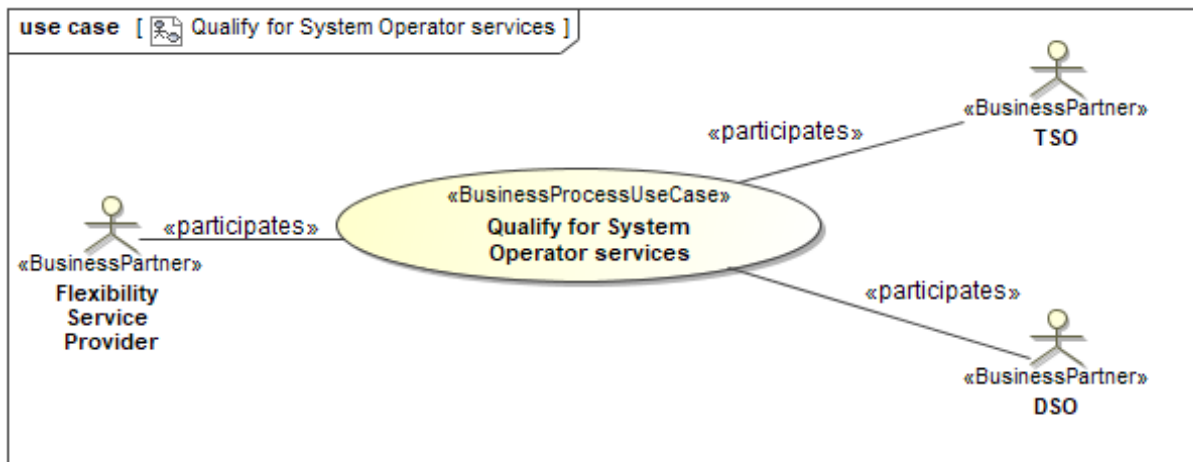 use case [ Qualify for System Operator services ]
«BusinessPartner»
TSO
«participates»
«BusinessProcessUseCase»
Qualify for System
Operator services
«participates»
«BusinessPartner»
Flexibility
Service
Provider
«participates»
«BusinessPartner»
DSO